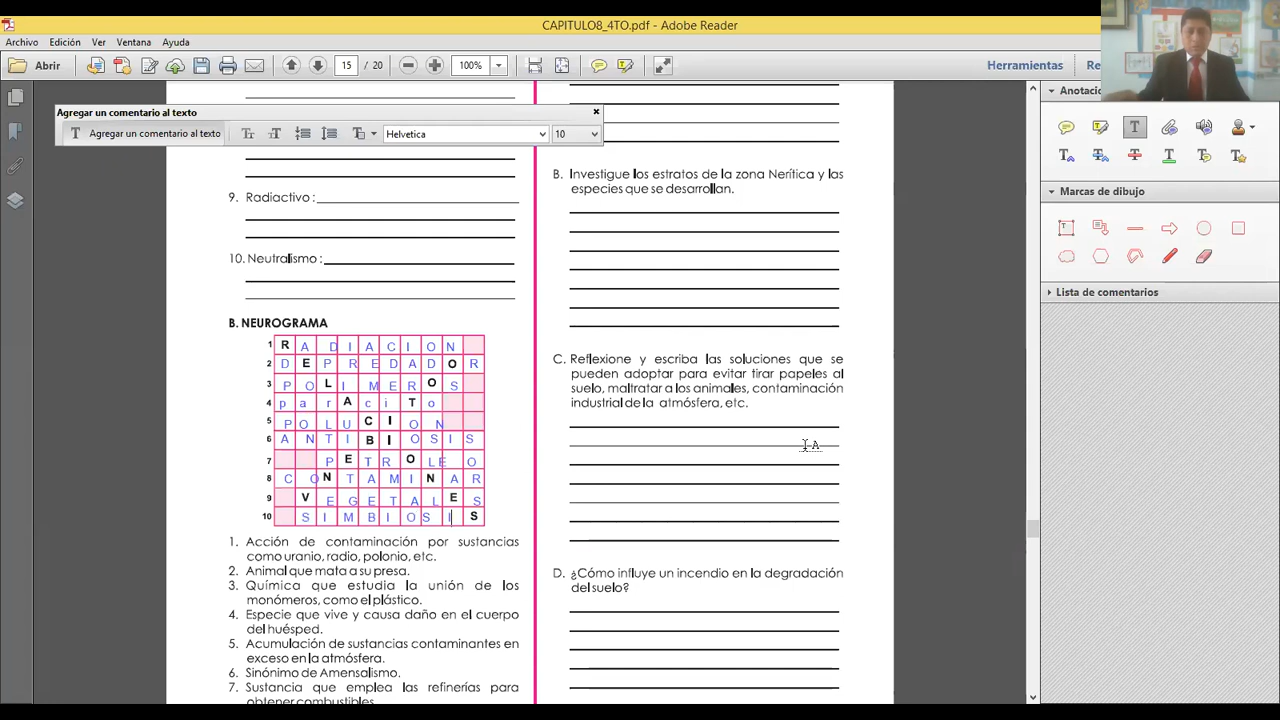 CAPITULO8_4TO.pdf - Adobe Reader
Archivo Edición Ver Ventana Ayuda
Abrir 15 / 20 100% Herramientas
Agregar un comentario al texto
T Agregar un comentario al texto Helvetica 10
9. Radiactivo :
10. Neutralismo :
B. NEUROGRAMA
1 R A D I A C I O N
2 D E P R E D A D O R
3 P O L I M E R O S
4 p a r A c i T o
5 P O L U C I O N
6 A N T I B I O S I S
7 P E T R O L E O
8 C O N T A M I N A R
9 V E G E T A L E S
10 S I M B I O S I S
1. Acción de contaminación por sustancias
como uranio, radio, polonio, etc.
2. Animal que mata a su presa.
3. Química que estudia la unión de los
monómeros, como el plástico.
4. Especie que vive y causa daño en el cuerpo
del huésped.
5. Acumulación de sustancias contaminantes en
exceso en la atmósfera.
6. Sinónimo de Amensalismo.
7. Sustancia que emplea las refinerías para
obtener combustibles.
B. Investigue los estratos de la zona Nerítica y las
especies que se desarrollan.
C. Reflexione y escriba las soluciones que se
pueden adoptar para evitar tirar papeles al
suelo, maltratar a los animales, contaminación
industrial de la atmósfera, etc.
D. ¿Cómo influye un incendio en la degradación
del suelo?
Marcas de dibujo
Lista de comentarios